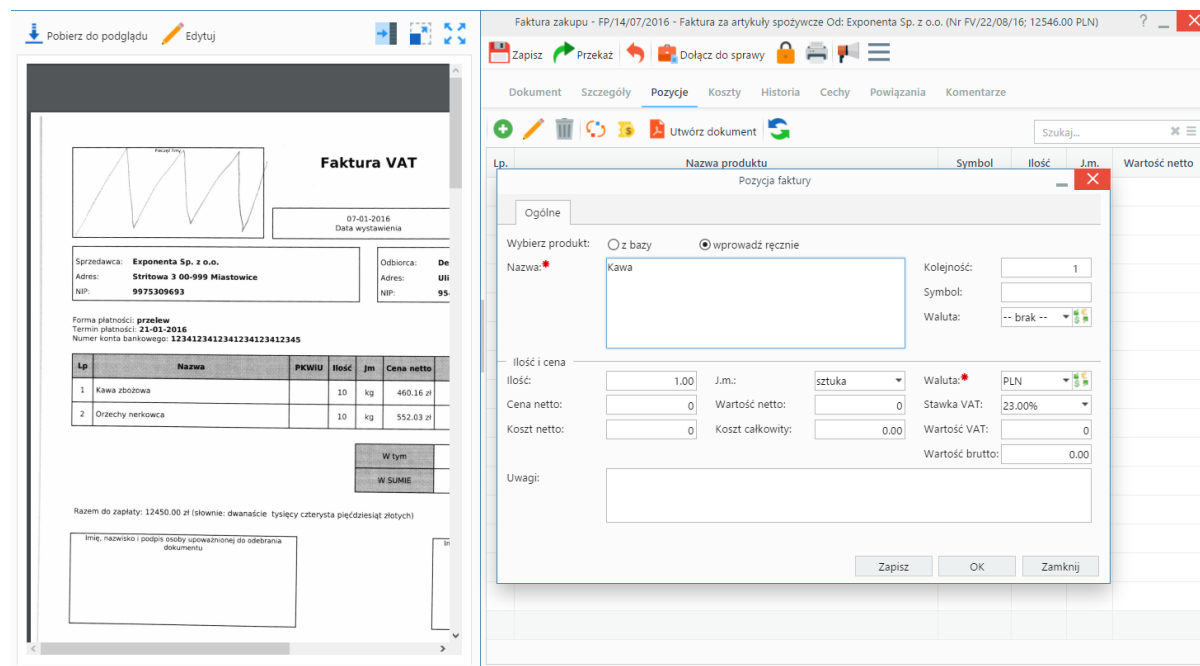 Pobierz do podglądu Edytuj
Pieczęć firmy
Faktura VAT
07-01-2016
Data wystawienia
Sprzedawca: Exponenta Sp. z o.o.
Adres: Stritowa 3 00-999 Miastowice
NIP: 9975309693
Odbiorca: De
Adres: Uli
NIP: 95
Forma płatności: przelew
Termin płatności: 21-01-2016
Numer konta bankowego: 1234123412341234123412345
Lp Nazwa PKWiU Ilość Jm Cena netto
1 Kawa zbożowa 10 kg 460.16 zł
2 Orzechy nerkowca 10 kg 552.03 zł
W tym
W SUMIE
Razem do zapłaty: 12450.00 zł (słownie: dwanaście tysięcy czterysta pięćdziesiąt złotych)
Imię, nazwisko i podpis osoby upoważnionej do odebrania
dokumentu
Faktura zakupu - FP/14/07/2016 - Faktura za artykuły spożywcze Od: Exponenta Sp. z o.o. (Nr FV/22/08/16; 12546.00 PLN)
Zapisz Przekaż Dołącz do sprawy
Dokument Szczegóły Pozycje Koszty Historia Cechy Powiązania Komentarze
Utwórz dokument Szukaj...
Lp. Nazwa produktu Symbol Ilość J.m. Wartość netto
Pozycja faktury
Ogólne
Wybierz produkt: z bazy wprowadź ręcznie
Nazwa: Kawa Kolejność: 1
Symbol:
Waluta: -- brak --
Ilość i cena
Ilość: 1.00 J.m.: sztuka Waluta: PLN
Cena netto: 0 Wartość netto: 0 Stawka VAT: 23.00%
Koszt netto: 0 Koszt całkowity: 0.00 Wartość VAT: 0
Wartość brutto: 0.00
Uwagi:
Zapisz OK Zamknij